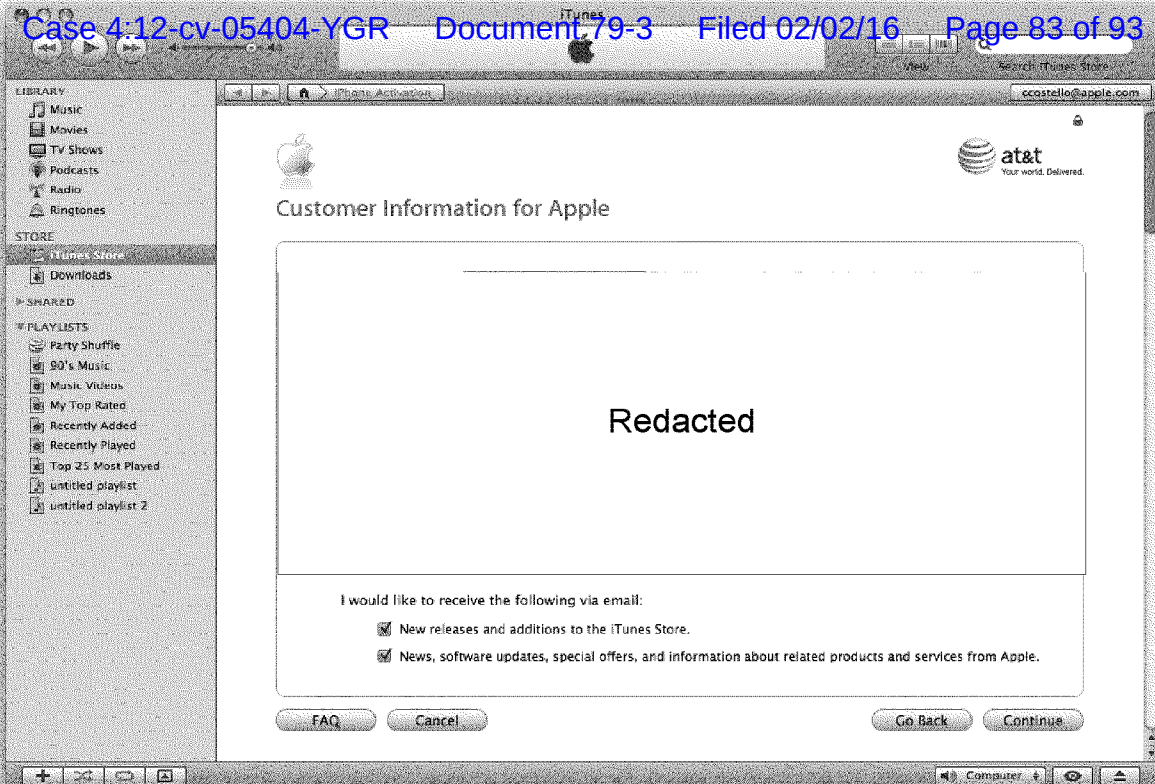 Case 4:12-cv-05404-YGR Document 79-3 Filed 02/02/16 Page 83 of 93
iTunes
View
Search iTunes Store
iPhone Activation
ccostello@apple.com
LIBRARY
Music
Movies
TV Shows
Podcasts
Radio
Ringtones
STORE
iTunes Store
Downloads
SHARED
PLAYLISTS
Party Shuffle
90's Music
Music Videos
My Top Rated
Recently Added
Recently Played
Top 25 Most Played
untitled playlist
untitled playlist 2
at&t
Your world. Delivered.
Customer Information for Apple
Redacted
I would like to receive the following via email:
New releases and additions to the iTunes Store.
News, software updates, special offers, and information about related products and services from Apple.
FAQ
Cancel
Go Back
Continue
Computer